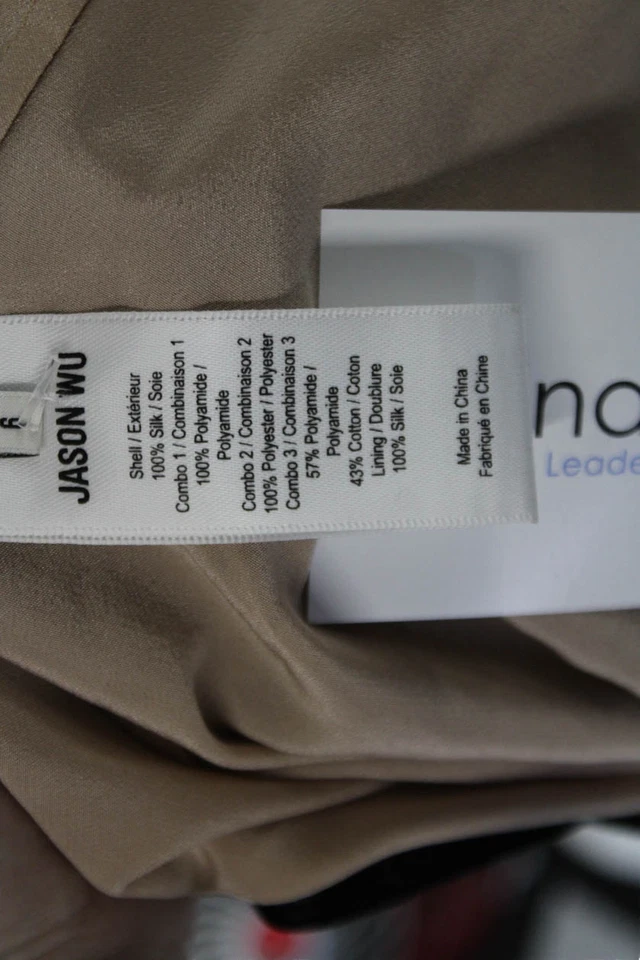 6
JASON WU
Shell / Extérieur
100% Silk / Soie
Combo 1 / Combinaison 1
100% Polyamide /
Polyamide
Combo 2 / Combinaison 2
100% Polyester / Polyester
Combo 3 / Combinaison 3
57% Polyamide /
Polyamide
43% Cotton / Coton
Lining / Doublure
100% Silk / Soie
Made in China
Fabriqué en Chine